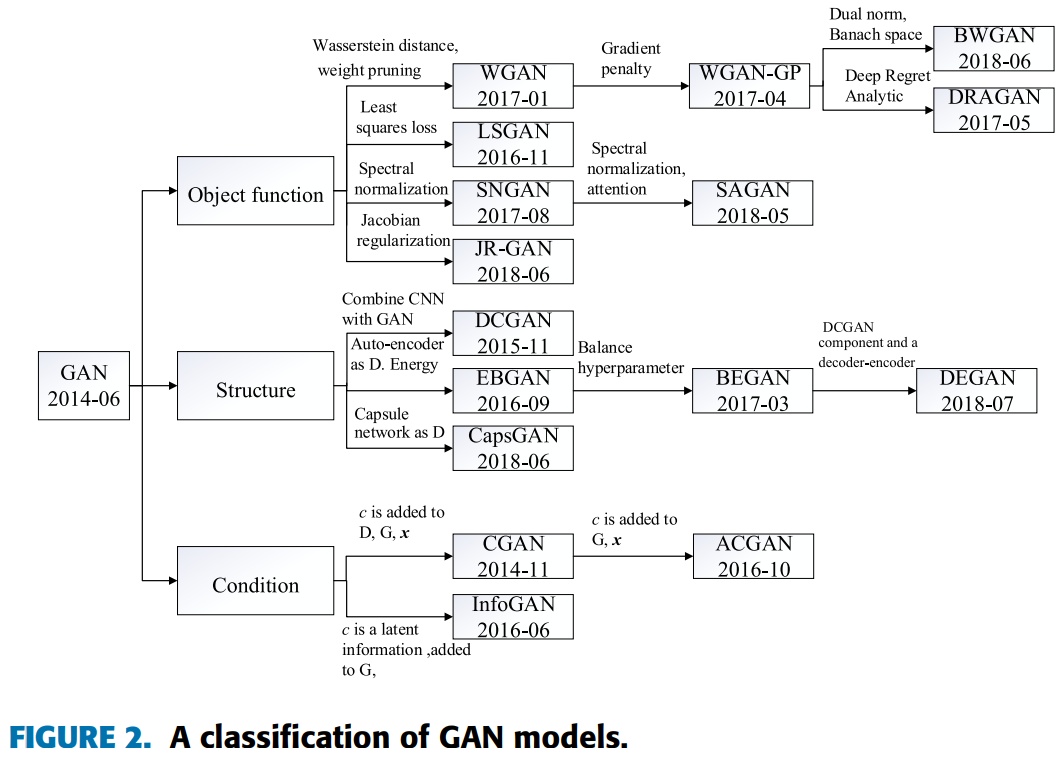 Wasserstein distance,
weight pruning
WGAN
2017-01
Gradient
penalty
WGAN-GP
2017-04
Dual norm,
Banach space
BWGAN
2018-06
Deep Regret
Analytic
DRAGAN
2017-05
Least
squares loss
LSGAN
2016-11
Object function
Spectral
normalization
SNGAN
2017-08
Spectral
normalization,
attention
SAGAN
2018-05
Jacobian
regularization
JR-GAN
2018-06
GAN
2014-06
Structure
Combine CNN
with GAN
DCGAN
2015-11
Auto-encoder
as D. Energy
EBGAN
2016-09
Balance
hyperparameter
BEGAN
2017-03
DCGAN
component and a
decoder-encoder
DEGAN
2018-07
Capsule
network as D
CapsGAN
2018-06
Condition
c is added to
D, G, x
CGAN
2014-11
c is added to
G, x
ACGAN
2016-10
InfoGAN
2016-06
c is a latent
information ,added
to G,
FIGURE 2. A classification of GAN models.